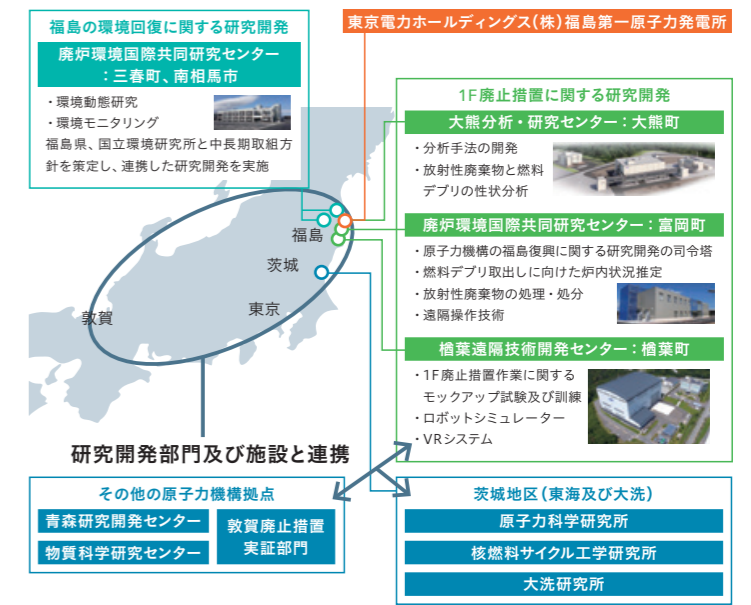 福島の環境回復に関する研究開発
廃炉環境国際共同研究センター
：三春町、南相馬市
・環境動態研究
・環境モニタリング
福島県、国立環境研究所と中長期取組方
針を策定し、連携した研究開発を実施
東京電力ホールディングス(株)福島第一原子力発電所
1F廃止措置に関する研究開発
大熊分析・研究センター：大熊町
・分析手法の開発
・放射性廃棄物と燃料
デブリの性状分析
廃炉環境国際共同研究センター：富岡町
・原子力機構の福島復興に関する研究開発の司令塔
・燃料デブリ取出しに向けた炉内状況推定
・放射性廃棄物の処理・処分
・遠隔操作技術
楢葉遠隔技術開発センター：楢葉町
・1F廃止措置作業に関する
モックアップ試験及び訓練
・ロボットシミュレーター
・VRシステム
福島
茨城
東京
敦賀
研究開発部門及び施設と連携
その他の原子力機構拠点
青森研究開発センター
物質科学研究センター
敦賀廃止措置
実証部門
茨城地区(東海及び大洗)
原子力科学研究所
核燃料サイクル工学研究所
大洗研究所